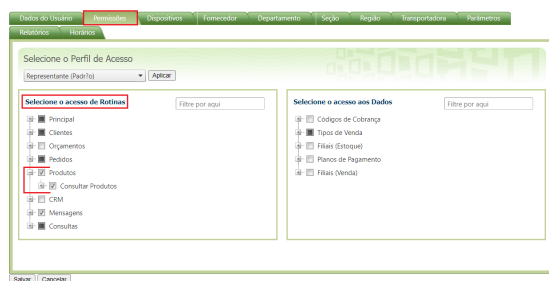 Dados do Usuário Permissões Dispositivos Fornecedor Departamento Seção Região Transportadora Parâmetros
Relatórios Horários
Selecione o Perfil de Acesso
Representante (Padr?o) Aplicar
Selecione o acesso de Rotinas Filtre por aqui
Principal
Clientes
Orçamentos
Pedidos
Produtos
Consultar Produtos
CRM
Mensagens
Consultas
Selecione o acesso aos Dados Filtre por aqui
Códigos de Cobrança
Tipos de Venda
Filiais (Estoque)
Planos de Pagamento
Filiais (Venda)
Salvar Cancelar